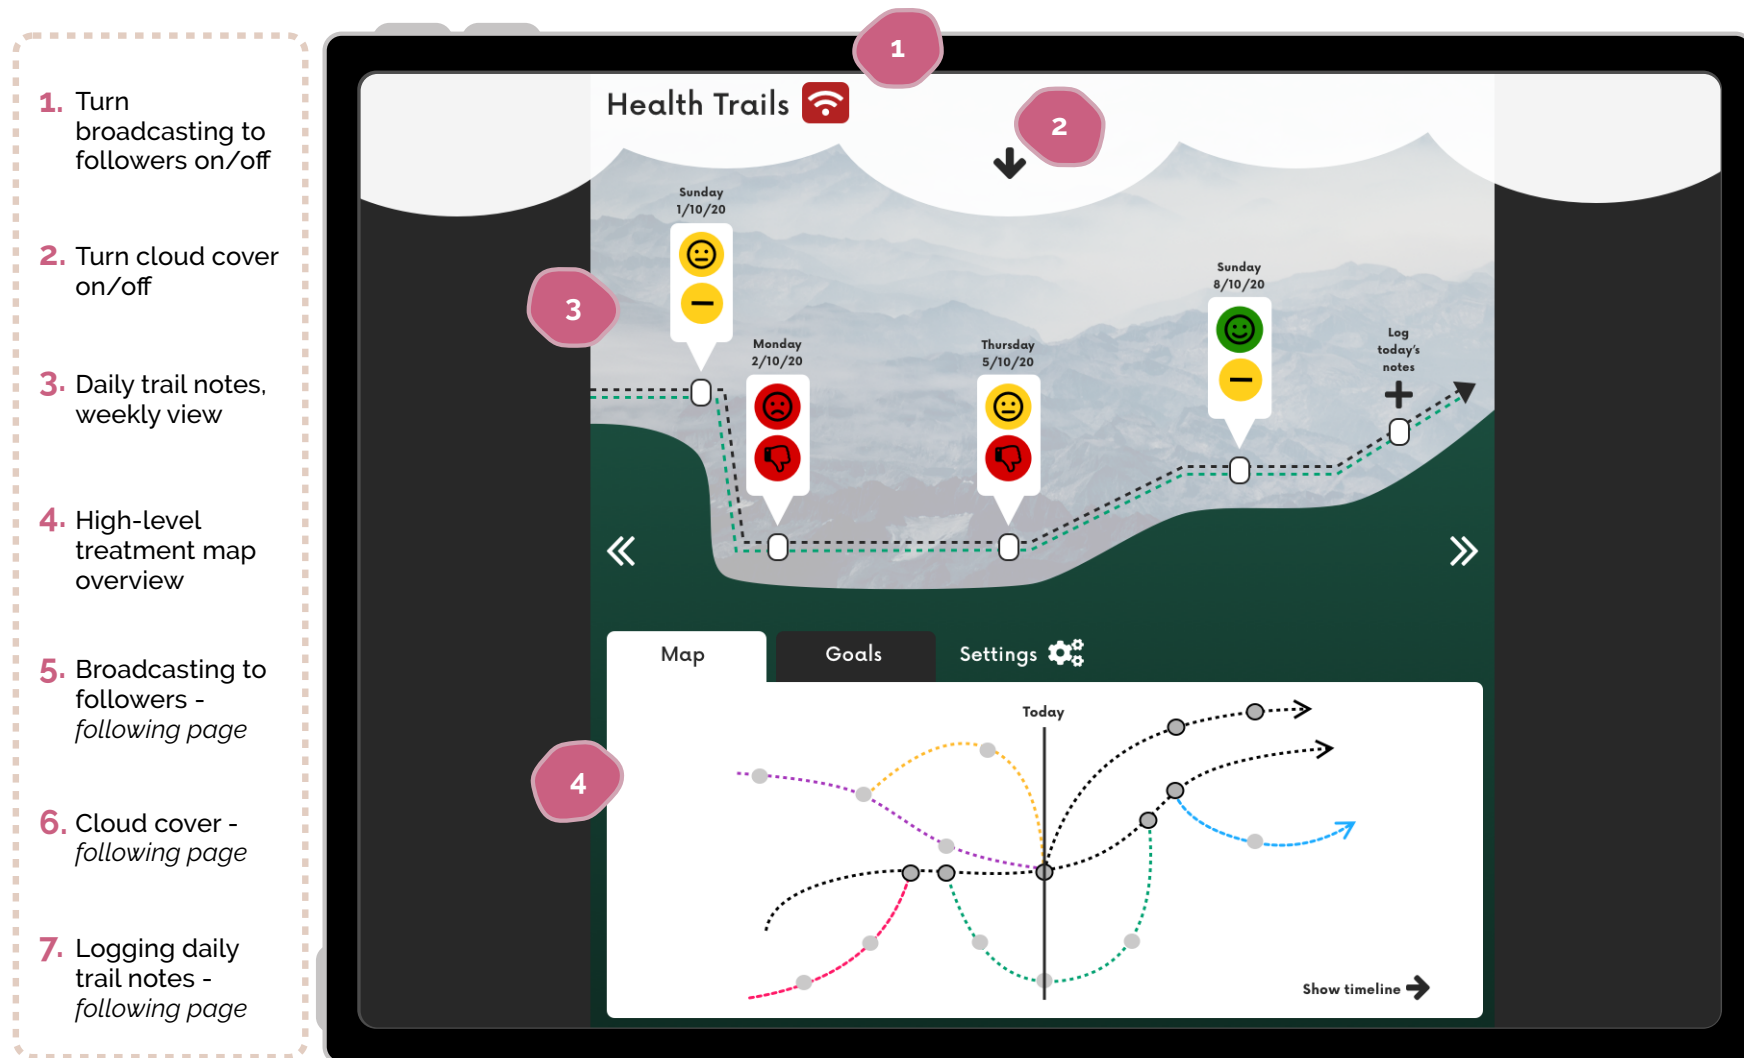 1. Turn
broadcasting to
followers on/off
2. Turn cloud cover
on/off
3. Daily trail notes,
weekly view
4. High-level
treatment map
overview
5. Broadcasting to
followers -
following page
6. Cloud cover -
following page
7. Logging daily
trail notes -
following page
1
Health Trails
2
Sunday
1/10/20
3
Monday
2/10/20
Thursday
5/10/20
Sunday
8/10/20
Log
today's
notes
Map
Goals
Settings
Today
4
Show timeline